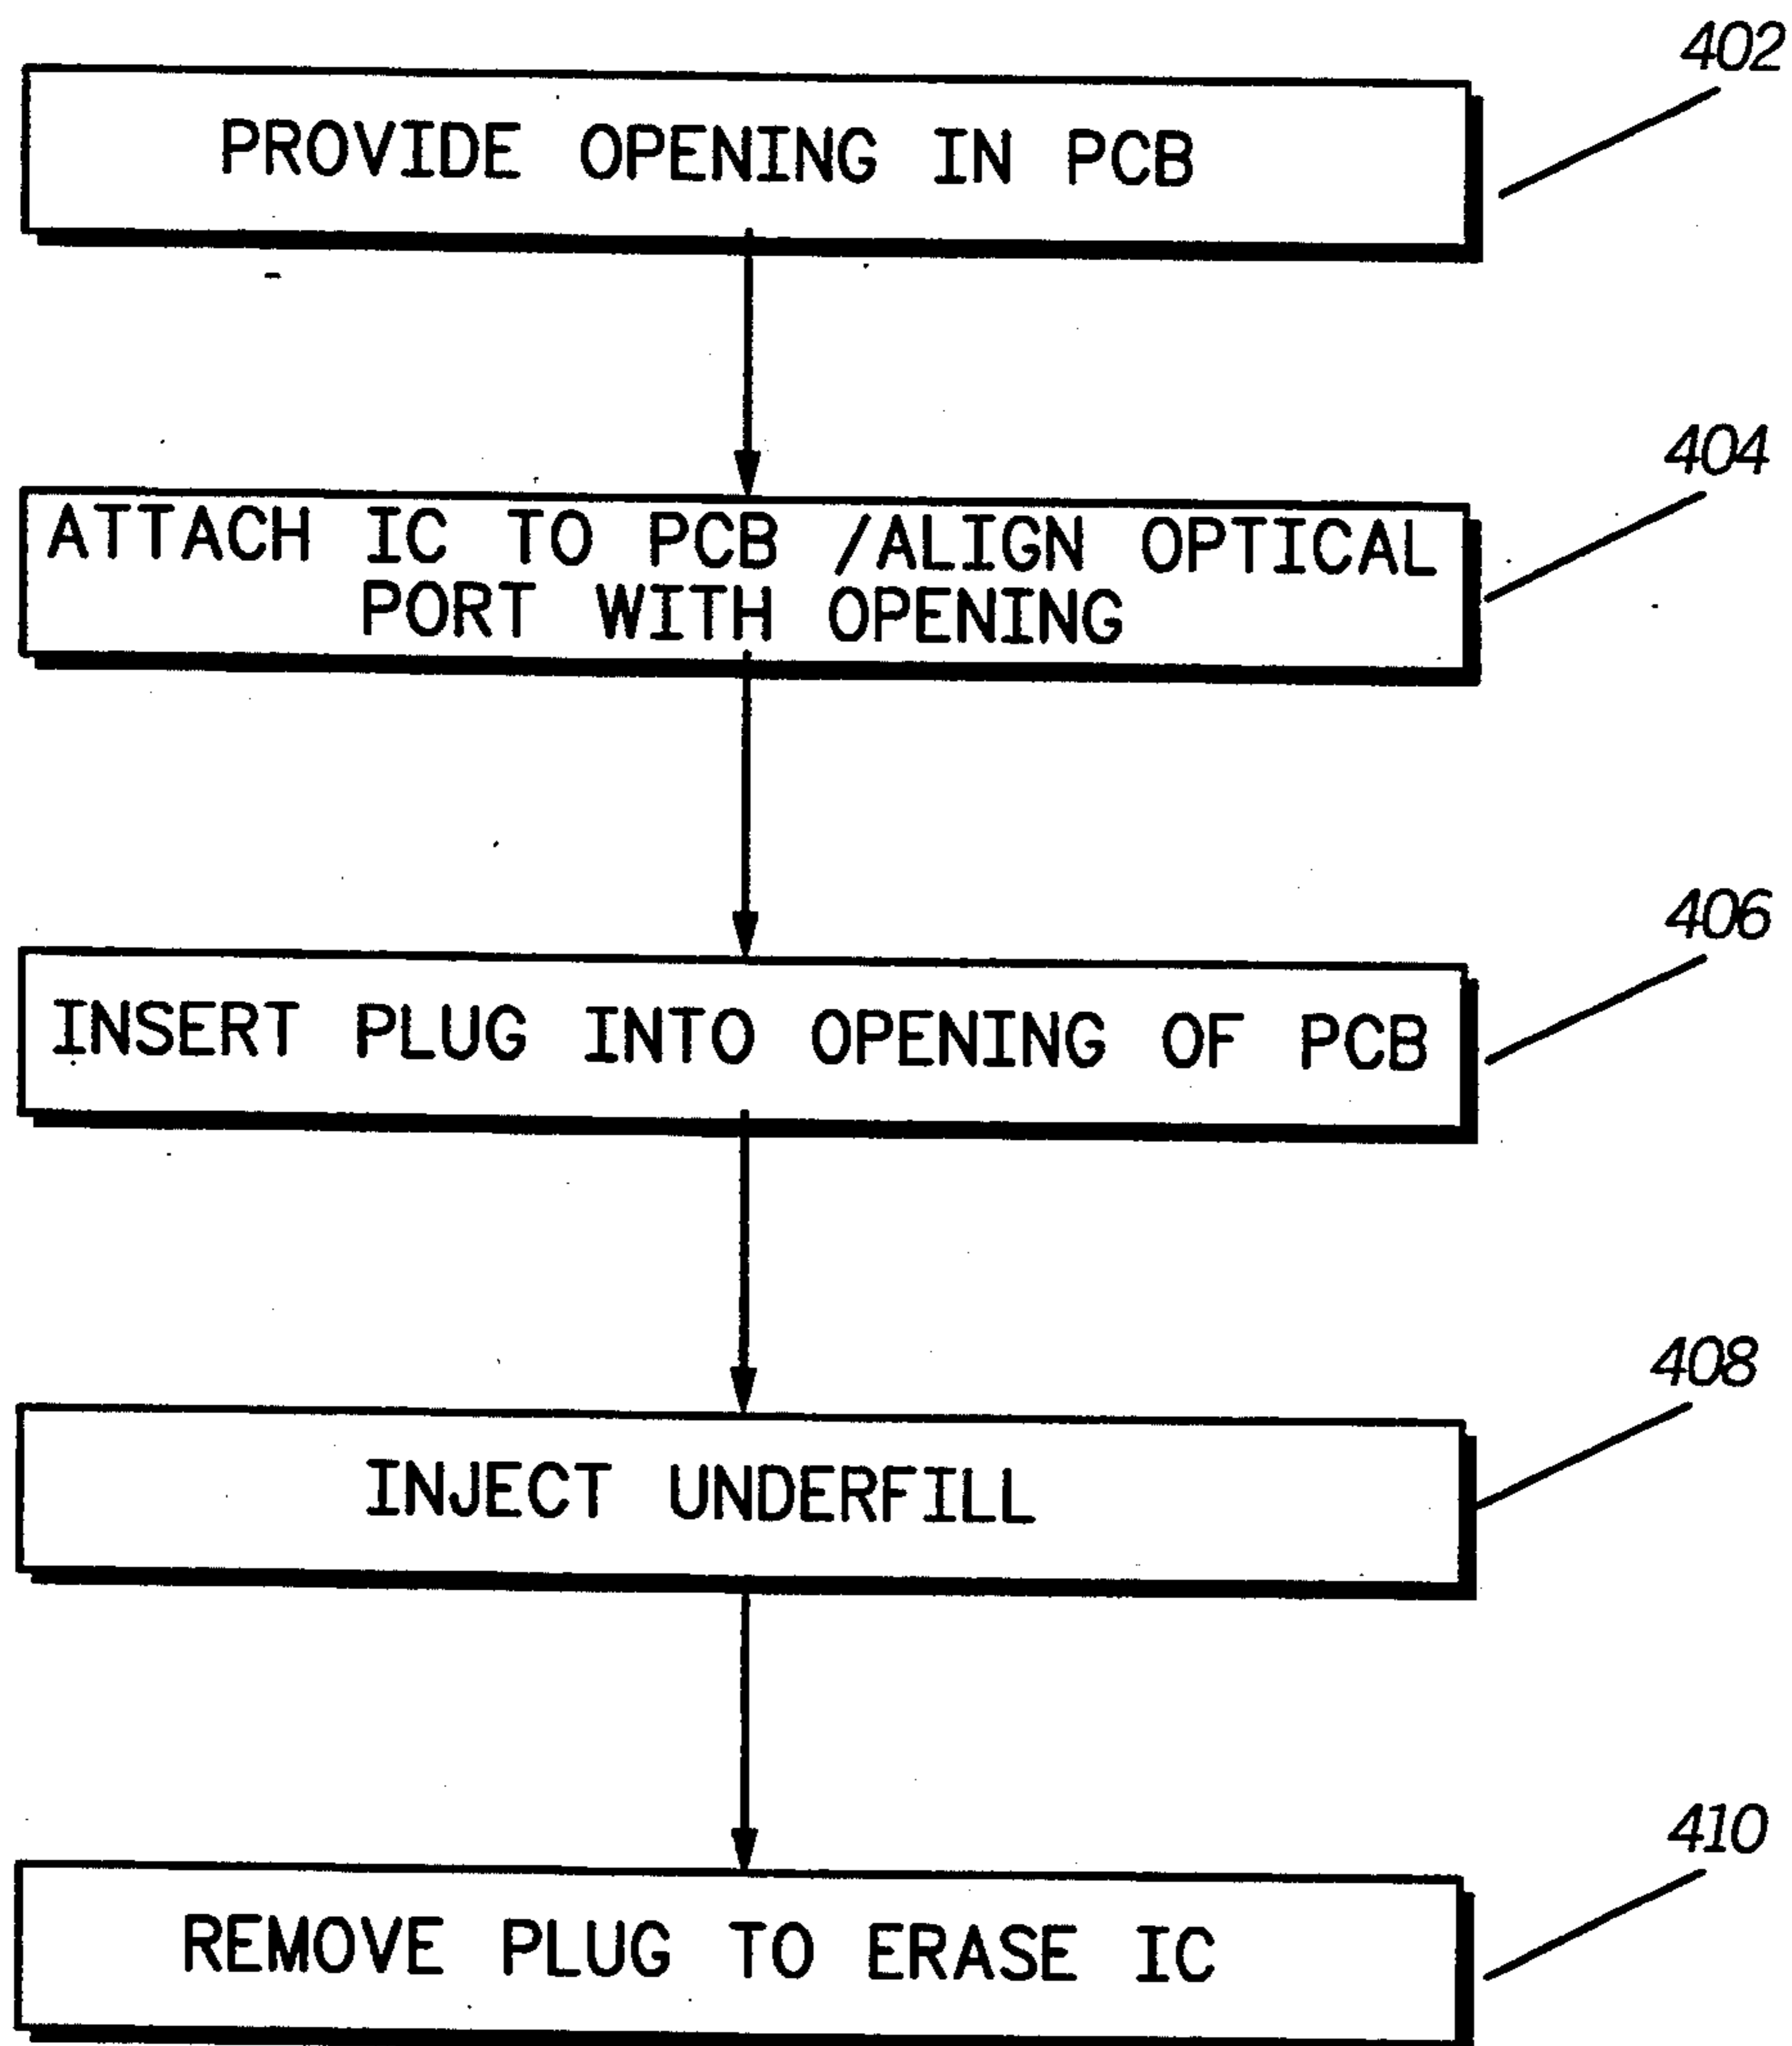 402
PROVIDE OPENING IN PCB
404
ATTACH IC TO PCB /ALIGN OPTICAL
PORT WITH OPENING
406
INSERT PLUG INTO OPENING OF PCB
408
INJECT UNDERFILL
410
REMOVE PLUG TO ERASE IC